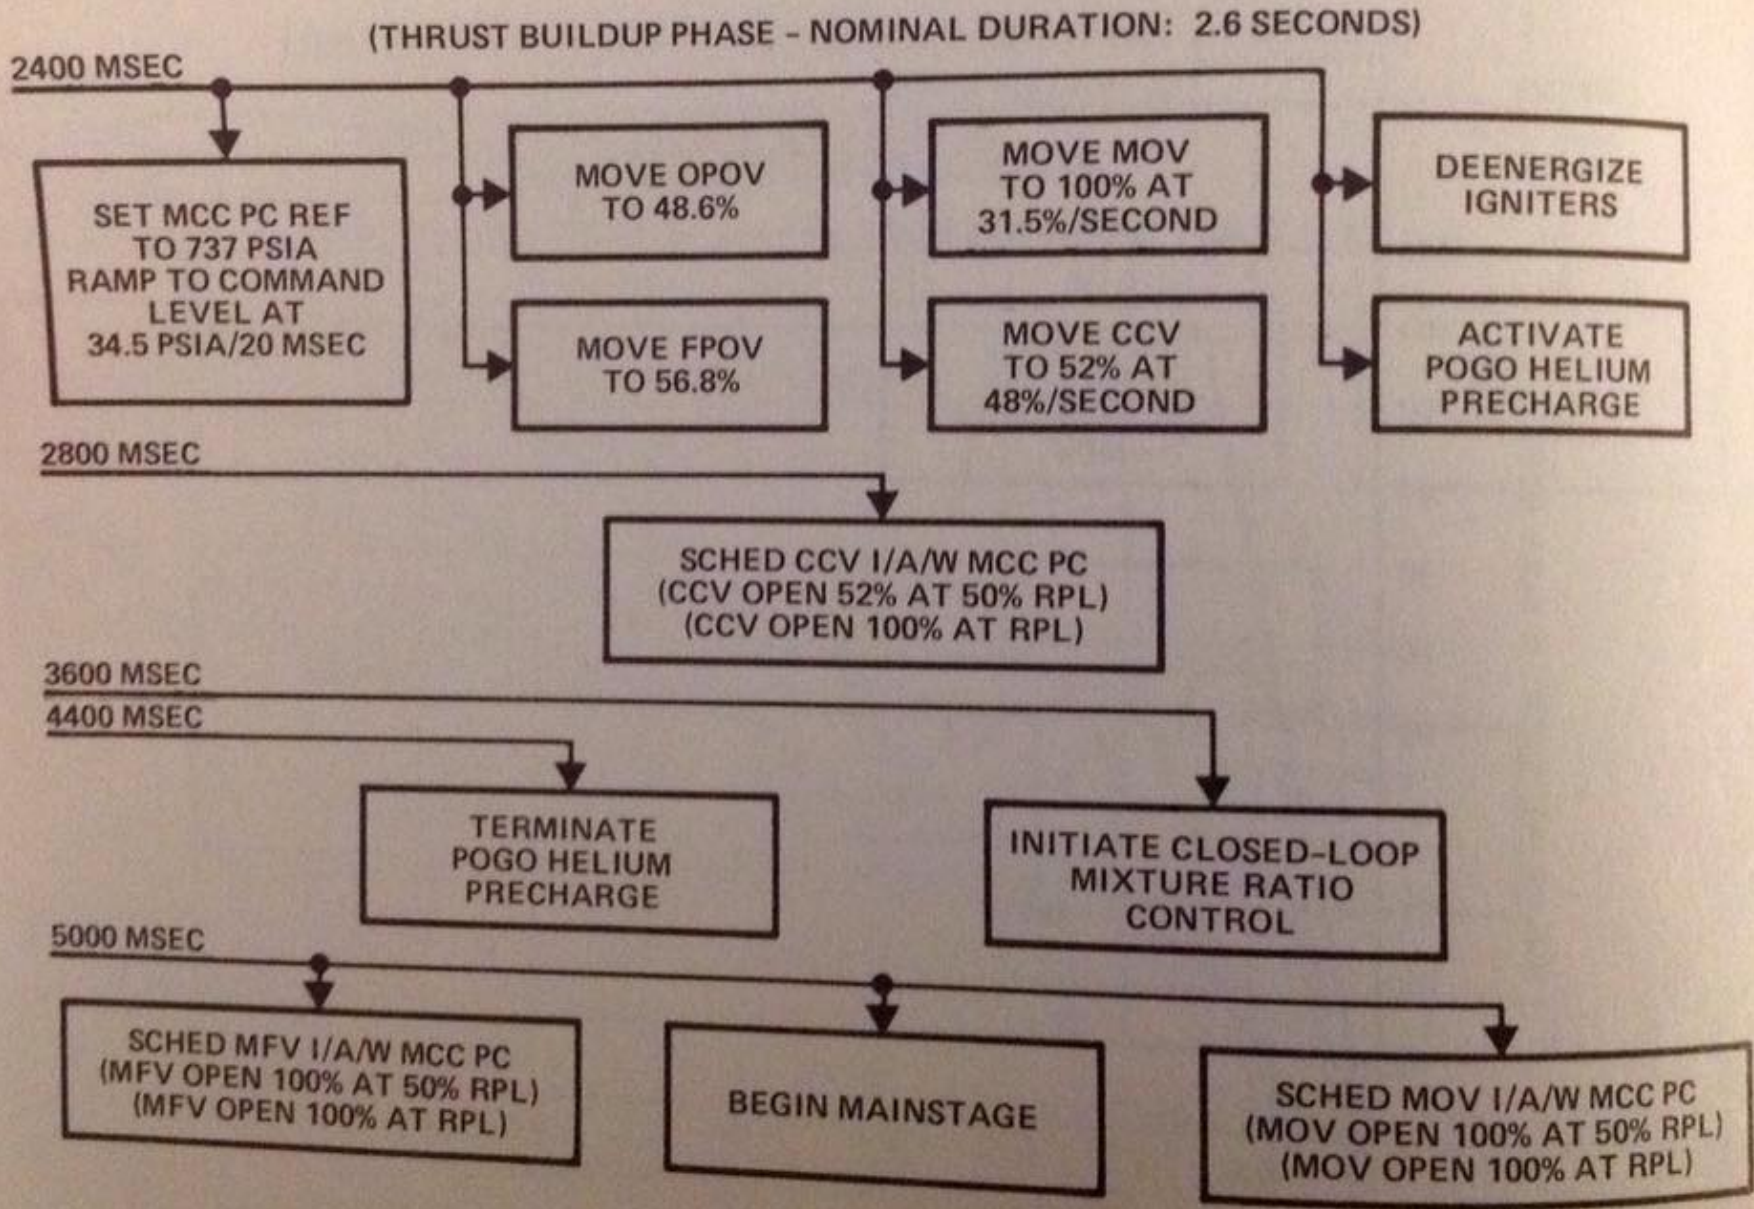 (THRUST BUILDUP PHASE – NOMINAL DURATION: 2.6 SECONDS)
2400 MSEC
SET MCC PC REF
TO 737 PSIA
RAMP TO COMMAND
LEVEL AT
34.5 PSIA/20 MSEC
MOVE OPOV
TO 48.6%
MOVE FPOV
TO 56.8%
MOVE MOV
TO 100% AT
31.5%/SECOND
MOVE CCV
TO 52% AT
48%/SECOND
DEENERGIZE
IGNITERS
ACTIVATE
POGO HELIUM
PRECHARGE
2800 MSEC
SCHED CCV I/A/W MCC PC
(CCV OPEN 52% AT 50% RPL)
(CCV OPEN 100% AT RPL)
3600 MSEC
4400 MSEC
TERMINATE
POGO HELIUM
PRECHARGE
INITIATE CLOSED–LOOP
MIXTURE RATIO
CONTROL
5000 MSEC
SCHED MFV I/A/W MCC PC
(MFV OPEN 100% AT 50% RPL)
(MFV OPEN 100% AT RPL)
BEGIN MAINSTAGE
SCHED MOV I/A/W MCC PC
(MOV OPEN 100% AT 50% RPL)
(MOV OPEN 100% AT RPL)